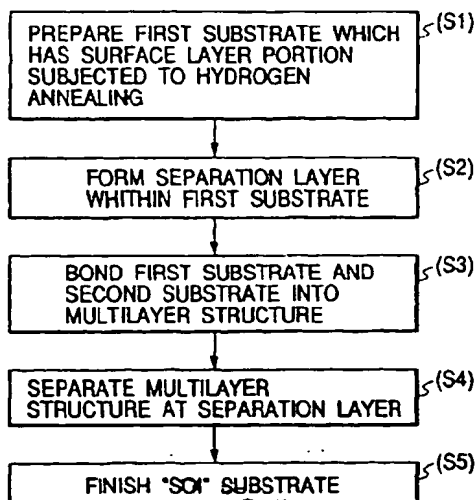 PREPARE FIRST SUBSTRATE WHICH (S1)
HAS SURFACE LAYER PORTION
SUBJECTED TO HYDROGEN
ANNEALING
FORM SEPARATION LAYER (S2)
WHITHIN FIRST SUBSTRATE
BOND FIRST SUBSTRATE AND (S3)
SECOND SUBSTRATE INTO
MULTILAYER STRUCTURE
SEPARATE MULTILAYER (S4)
STRUCTURE AT SEPARATION LAYER
FINISH "SOI" SUBSTRATE (S5)